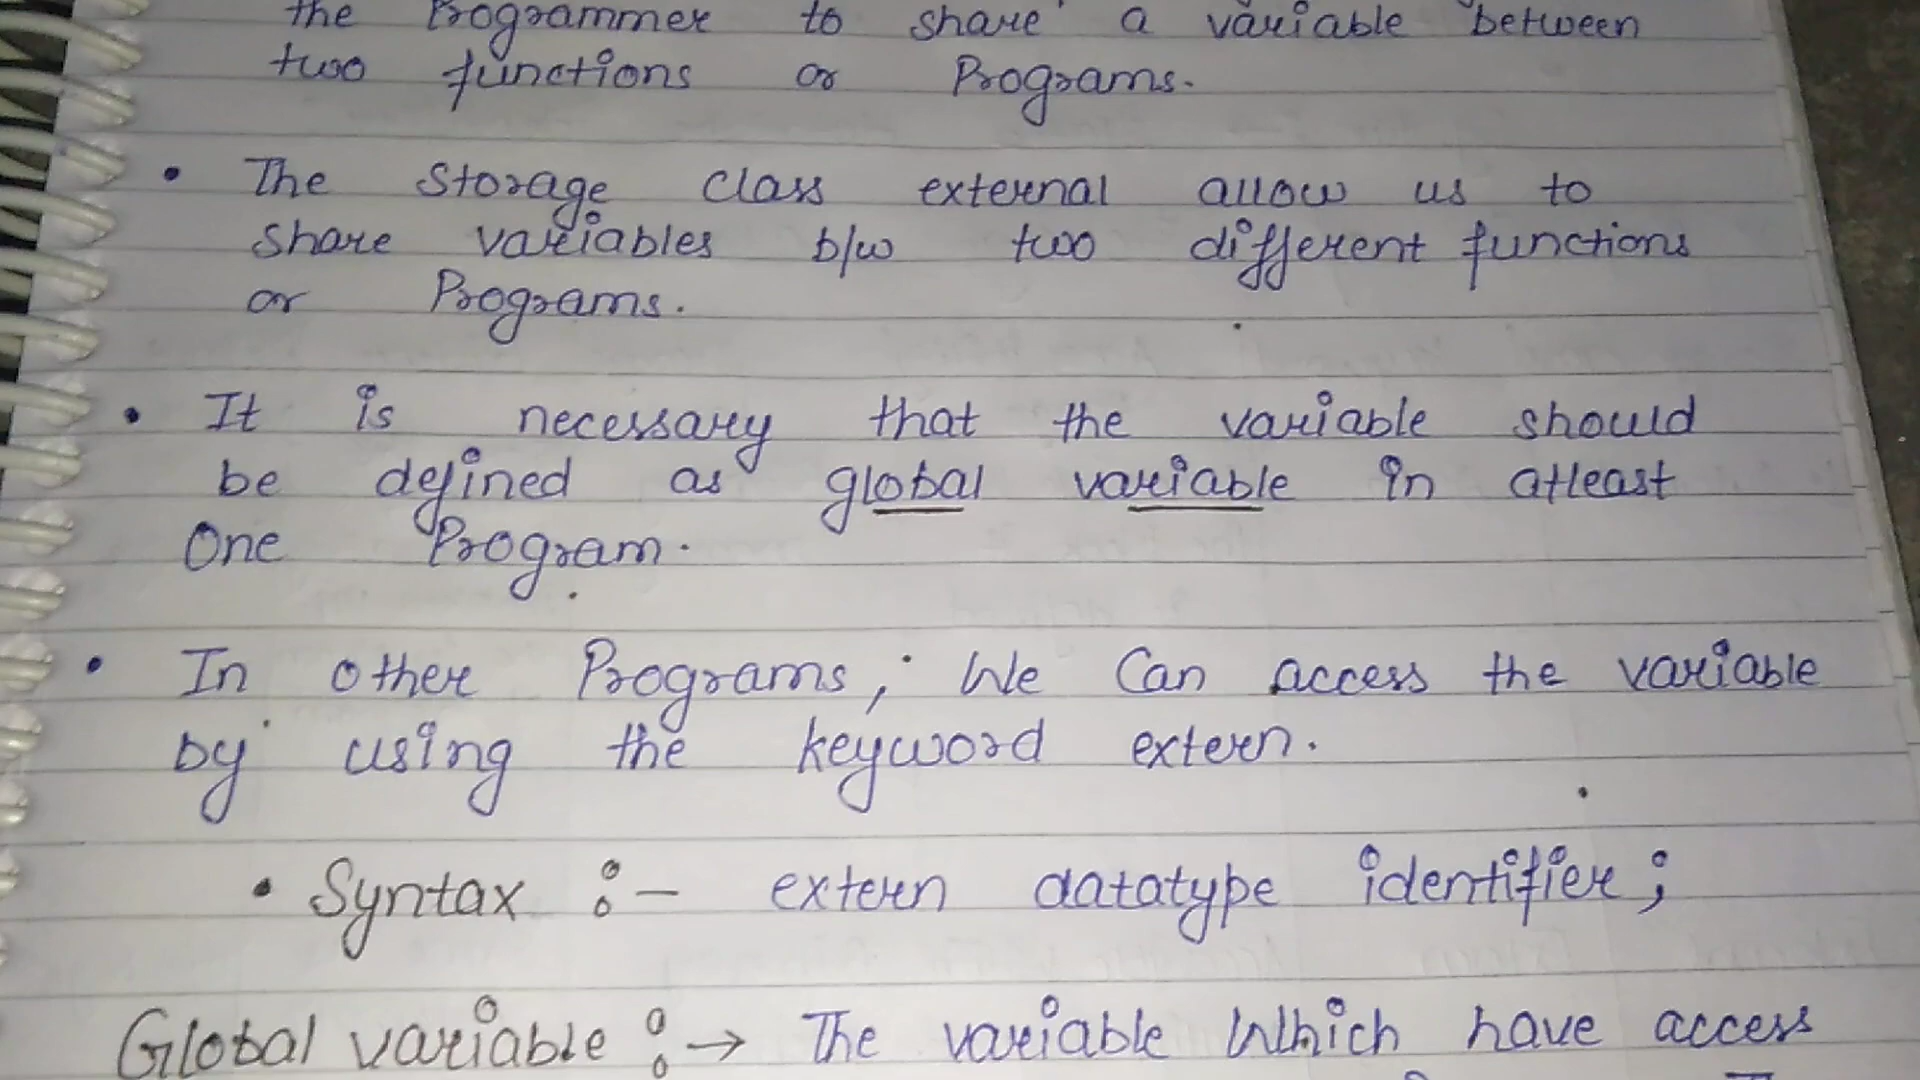 the Programmer to share a variable between
two functions or Programs.
• The Storage class external allow us to
share variables b/w two different functions
or Programs.
• It is necessary that the variable should
be defined as global variable in atleast
One Program.
• In other Programs, We Can access the variable
by using the keyword extern.
• Syntax :- extern datatype identifier;
Global variable :→ The variable Which have access